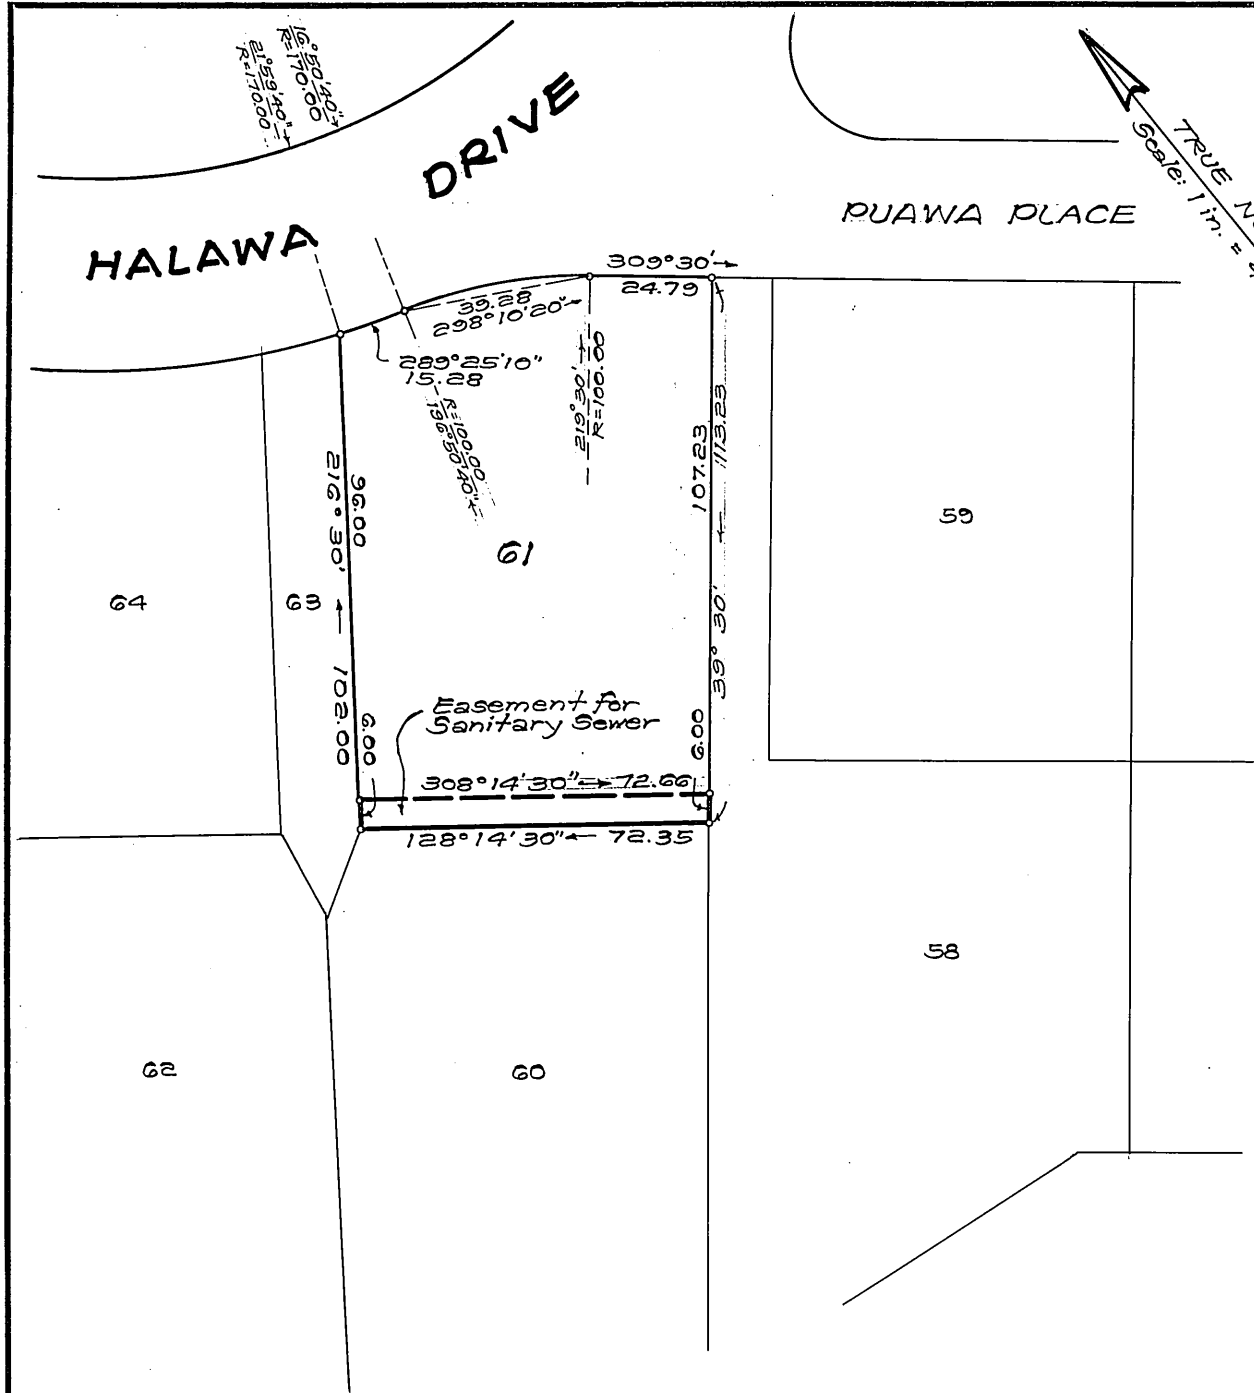 16°50'40"
R=170.00
21°59'40"
R=170.00
HALAWA DRIVE
PUAWA PLACE
TRUE
Scale: 1 in. =
309°30'
24.79
39.28
298°10'20"
289°25'10"
15.28
R=100.00
196°50'40"
219°30'
R=100.00
107.23
113.23
39° 30'
6.00
96.00
216° 30'
102.00
6.00
61
59
64
63
Easement for
Sanitary Sewer
308°14'30" 72.66
128°14'30" 72.35
58
62
60